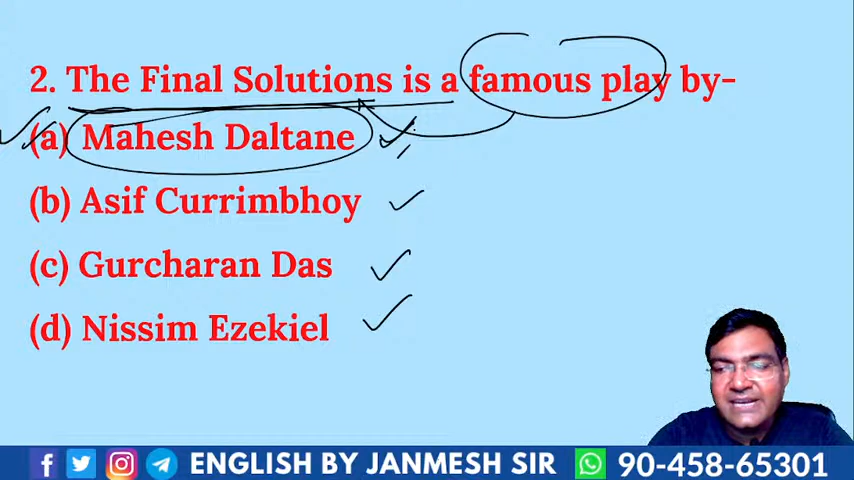 2. The Final Solutions is a famous play by-
(a) Mahesh Daltane
(b) Asif Currimbhoy
(c) Gurcharan Das
(d) Nissim Ezekiel
ENGLISH BY JANMESH SIR 90-458-65301